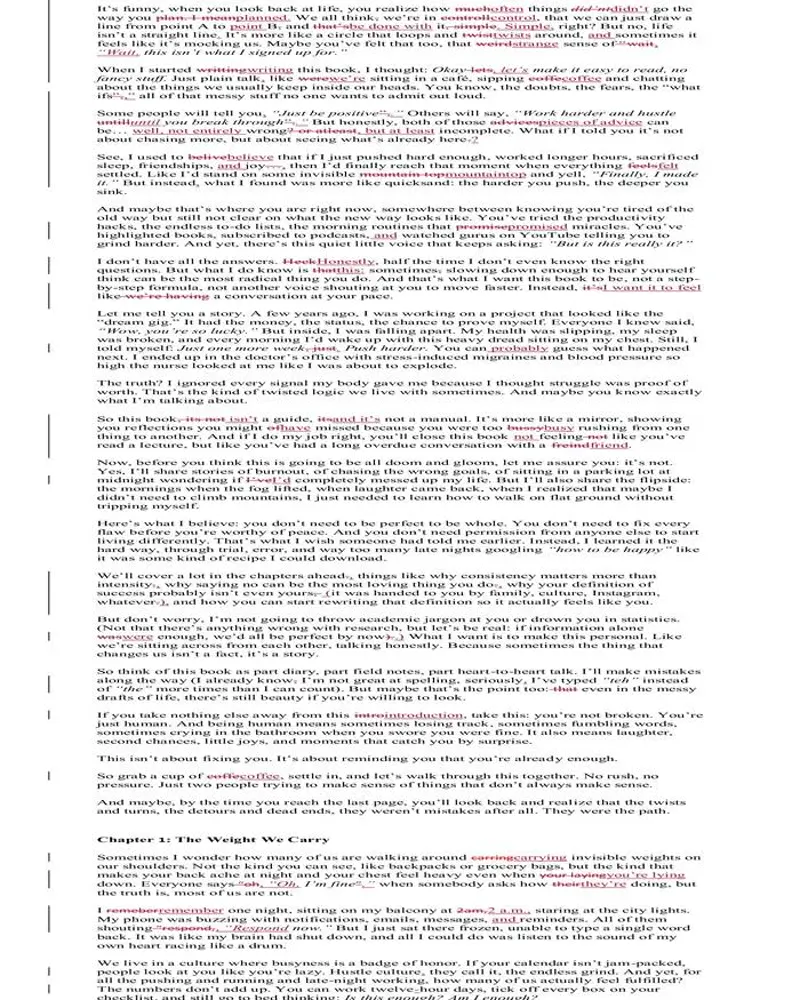 It's funny, when you look back at life, you realize how muchoften things did'ntdidn't go the
way you plan. I meanplanned. We all think, we're in controlcontrol, that we can just draw a
line from point A to point B, and that'sbe done with it, simple. Simple, right? But no, life
isn't a straight line. It's more like a circle that loops and twisttwists around, and sometimes it
feels like it's mocking us. Maybe you've felt that too, that weirdstrange sense of "wait,
"Wait, this isn't what I signed up for."
When I started writtingwriting this book, I thought: Okay lets, let's make it easy to read, no
fancy stuff. Just plain talk, like werewe're sitting in a café, sipping coffecoffee and chatting
about the things we usually keep inside our heads. You know, the doubts, the fears, the "what
ifs"-," all of that messy stuff no one wants to admit out loud.
Some people will tell you, "Just be positive"-." Others will say, "Work harder and hustle
untilluntil you break through"-." But honestly, both of those advicespieces of advice can
be… well, not entirely wrong? or atleast, but at least incomplete. What if I told you it's not
about chasing more, but about seeing what's already here.?
See, I used to belivebelieve that if I just pushed hard enough, worked longer hours, sacrificed
sleep, friendships, and joy…, then I'd finally reach that moment when everything feelsfelt
settled. Like I'd stand on some invisible mountain topmountaintop and yell, "Finally, I made
it." But instead, what I found was more like quicksand: the harder you push, the deeper you
sink.
And maybe that's where you are right now, somewhere between knowing you're tired of the
old way but still not clear on what the new way looks like. You've tried the productivity
hacks, the endless to-do lists, the morning routines that promisepromised miracles. You've
highlighted books, subscribed to podcasts, and watched gurus on YouTube telling you to
grind harder. And yet, there's this quiet little voice that keeps asking: "But is this really it?"
I don't have all the answers. HeckHonestly, half the time I don't even know the right
questions. But what I do know is thatthis: sometimes, slowing down enough to hear yourself
think can be the most radical thing you do. And that's what I want this book to be, not a step-
by-step formula, not another voice shouting at you to move faster. Instead, it'sI want it to feel
like we're having a conversation at your pace.
Let me tell you a story. A few years ago, I was working on a project that looked like the
"dream gig." It had the money, the status, the chance to prove myself. Everyone I knew said,
"Wow, you're so lucky." But inside, I was falling apart. My health was slipping, my sleep
was broken, and every morning I'd wake up with this heavy dread sitting on my chest. Still, I
told myself: Just one more week, just. Push harder. You can probably guess what happened
next. I ended up in the doctor's office with stress-induced migraines and blood pressure so
high the nurse looked at me like I was about to explode.
The truth? I ignored every signal my body gave me because I thought struggle was proof of
worth. That's the kind of twisted logic we live with sometimes. And maybe you know exactly
what I'm talking about.
So this book, its not isn't a guide, itsand it's not a manual. It's more like a mirror, showing
you reflections you might ofhave missed because you were too bussybusy rushing from one
thing to another. And if I do my job right, you'll close this book not feeling not like you've
read a lecture, but like you've had a long overdue conversation with a freindfriend.
Now, before you think this is going to be all doom and gloom, let me assure you: it's not.
Yes, I'll share stories of burnout, of chasing the wrong goals, of sitting in a parking lot at
midnight wondering if I'veI'd completely messed up my life. But I'll also share the flipside:
the mornings when the fog lifted, when laughter came back, when I realized that maybe I
didn't need to climb mountains, I just needed to learn how to walk on flat ground without
tripping myself.
Here's what I believe: you don't need to be perfect to be whole. You don't need to fix every
flaw before you're worthy of peace. And you don't need permission from anyone else to start
living differently. That's what I wish someone had told me earlier. Instead, I learned it the
hard way, through trial, error, and way too many late nights googling "how to be happy" like
it was some kind of recipe I could download.
We'll cover a lot in the chapters ahead., things like why consistency matters more than
intensity., why saying no can be the most loving thing you do., why your definition of
success probably isn't even yours, (it was handed to you by family, culture, Instagram,
whatever.), and how you can start rewriting that definition so it actually feels like you.
But don't worry, I'm not going to throw academic jargon at you or drown you in statistics.
(Not that there's anything wrong with research, but let's be real: if information alone
waswere enough, we'd all be perfect by now).) What I want is to make this personal. Like
we're sitting across from each other, talking honestly. Because sometimes the thing that
changes us isn't a fact, it's a story.
So think of this book as part diary, part field notes, part heart-to-heart talk. I'll make mistakes
along the way (I already know; I'm not great at spelling, seriously, I've typed "teh" instead
of "the" more times than I can count). But maybe that's the point too: that even in the messy
drafts of life, there's still beauty if you're willing to look.
If you take nothing else away from this introintroduction, take this: you're not broken. You're
just human. And being human means sometimes losing track, sometimes fumbling words,
sometimes crying in the bathroom when you swore you were fine. It also means laughter,
second chances, little joys, and moments that catch you by surprise.
This isn't about fixing you. It's about reminding you that you're already enough.
So grab a cup of coffecoffee, settle in, and let's walk through this together. No rush, no
pressure. Just two people trying to make sense of things that don't always make sense.
And maybe, by the time you reach the last page, you'll look back and realize that the twists
and turns, the detours and dead ends, they weren't mistakes after all. They were the path.
Chapter 1: The Weight We Carry
Sometimes I wonder how many of us are walking around carringcarrying invisible weights on
our shoulders. Not the kind you can see, like backpacks or grocery bags, but the kind that
makes your back ache at night and your chest feel heavy even when your layingyou're lying
down. Everyone says "oh, "Oh, I'm fine"," when somebody asks how theirthey're doing, but
the truth is, most of us are not.
I rememberremember one night, sitting on my balcony at 2am,2 a.m., staring at the city lights.
My phone was buzzing with notifications, emails, messages, and reminders. All of them
shouting "respond,, "Respond now." But I just sat there frozen, unable to type a single word
back. It was like my brain had shut down, and all I could do was listen to the sound of my
own heart racing like a drum.
We live in a culture where busyness is a badge of honor. If your calendar isn't jam-packed,
people look at you like you're lazy. Hustle culture, they call it, the endless grind. And yet, for
all the pushing and running and late-night working, how many of us actually feel fulfilled?
The numbers don't add up. You can work twelve-hour days, tick off every box on your
checklist, and still go to bed thinking: Is this enough? Am I enough?